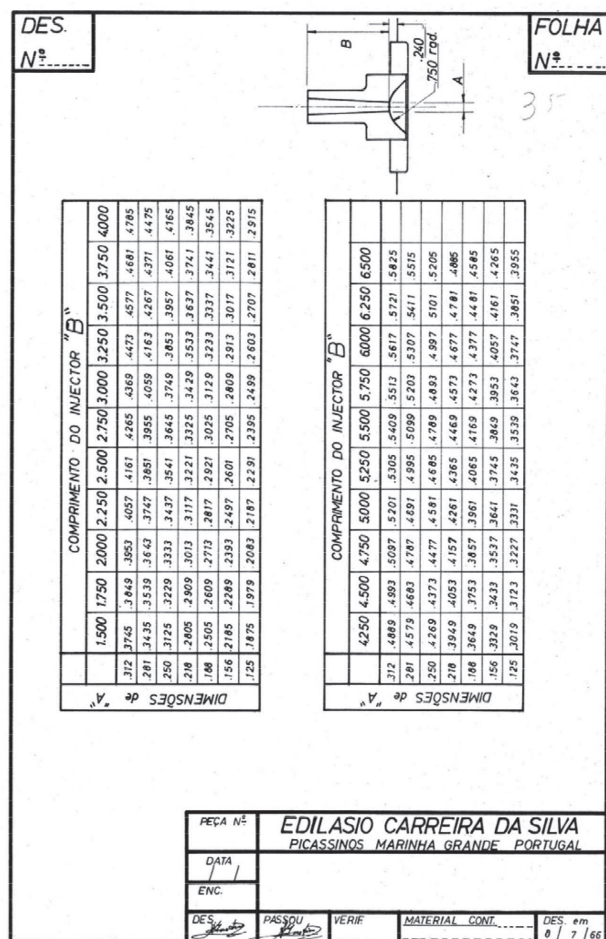 DES.
Nº
FOLHA
Nº
35
B
.240
.750 rad.
A
COMPRIMENTO DO INJECTOR "B"
1.500 1.750 2.000 2.250 2.500 2.750 3.000 3.250 3.500 3.750 4.000
DIMENSÕES de "A"
.312 .3745 .3849 .3953 .4057 .4161 .4265 .4369 .4473 .4577 .4681 .4785
.281 .3435 .3539 .3643 .3747 .3851 .3955 .4059 .4163 .4267 .4371 .4475
.250 .3125 .3229 .3333 .3437 .3541 .3645 .3749 .3853 .3957 .4061 .4165
.218 .2805 .2909 .3013 .3117 .3221 .3325 .3429 .3533 .3637 .3741 .3845
.188 .2505 .2609 .2713 .2817 .2921 .3025 .3129 .3233 .3337 .3441 .3545
.156 .2185 .2289 .2393 .2497 .2601 .2705 .2809 .2913 .3017 .3121 .3225
.125 .1875 .1979 .2083 .2187 .2291 .2395 .2499 .2603 .2707 .2811 .2915
COMPRIMENTO DO INJECTOR "B"
4.250 4.500 4.750 5.000 5.250 5.500 5.750 6.000 6.250 6.500
DIMENSÕES de "A"
.312 .4889 .4993 .5097 .5201 .5305 .5409 .5513 .5617 .5721 .5825
.281 .4579 .4683 .4787 .4891 .4995 .5099 .5203 .5307 .5411 .5515
.250 .4269 .4373 .4477 .4581 .4685 .4789 .4893 .4997 .5101 .5205
.218 .3949 .4053 .4157 .4261 .4365 .4469 .4573 .4677 .4781 .4885
.188 .3649 .3753 .3857 .3961 .4065 .4169 .4273 .4377 .4481 .4585
.156 .3329 .3433 .3537 .3641 .3745 .3849 .3953 .4057 .4161 .4265
.125 .3019 .3123 .3227 .3331 .3435 .3539 .3643 .3747 .3851 .3955
PEÇA Nº
EDILASIO CARREIRA DA SILVA
PICASSINOS MARINHA GRANDE PORTUGAL
DATA
/ /
ENC.
DES. PASSOU VERIF. MATERIAL CONT. DES. em
8 / 7 / 66